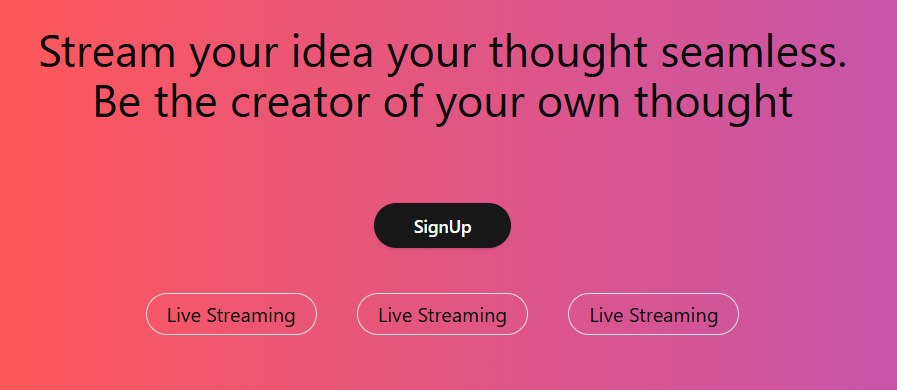 Stream your idea your thought seamless.
Be the creator of your own thought
SignUp
Live Streaming
Live Streaming
Live Streaming